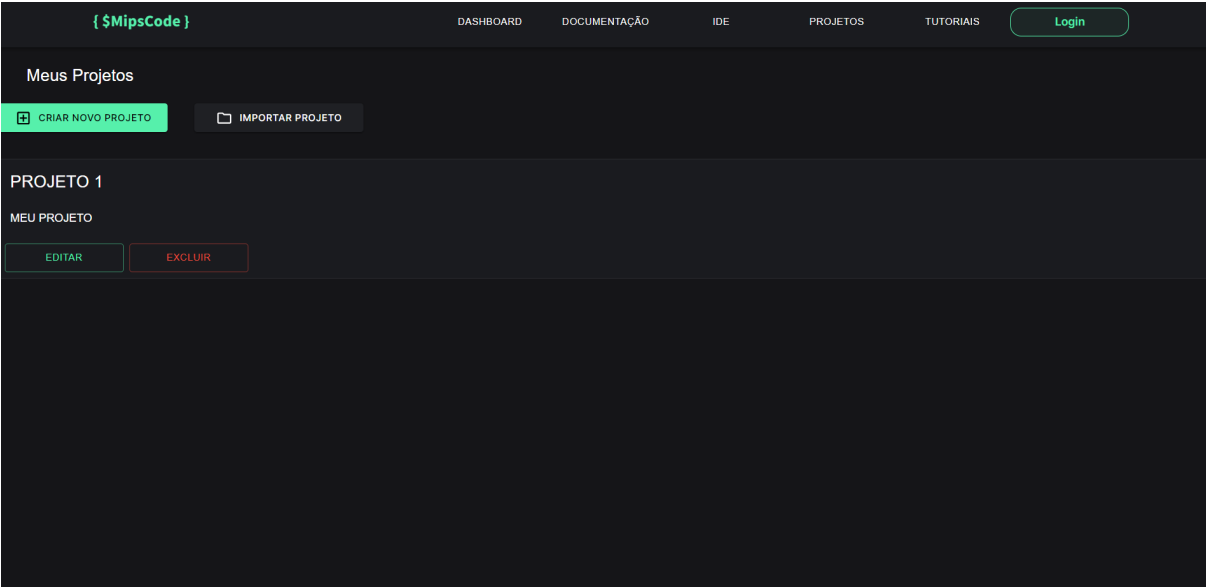 { $MipsCode } DASHBOARD DOCUMENTAÇÃO IDE PROJETOS TUTORIAIS Login
Meus Projetos
CRIAR NOVO PROJETO IMPORTAR PROJETO
PROJETO 1
MEU PROJETO
EDITAR EXCLUIR